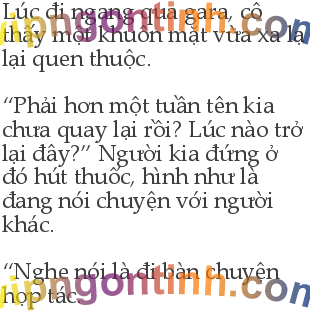 Lúc đi ngang qua gara, cô
thấy một khuôn mặt vừa xa lạ
lại quen thuộc.
“Phải hơn một tuần tên kia
chưa quay lại rồi? Lúc nào trở
lại đây?” Người kia đứng ở
đó hút thuốc, hình như là
đang nói chuyện với người
khác.
“Nghe nói là đi bàn chuyện
hợp tác.